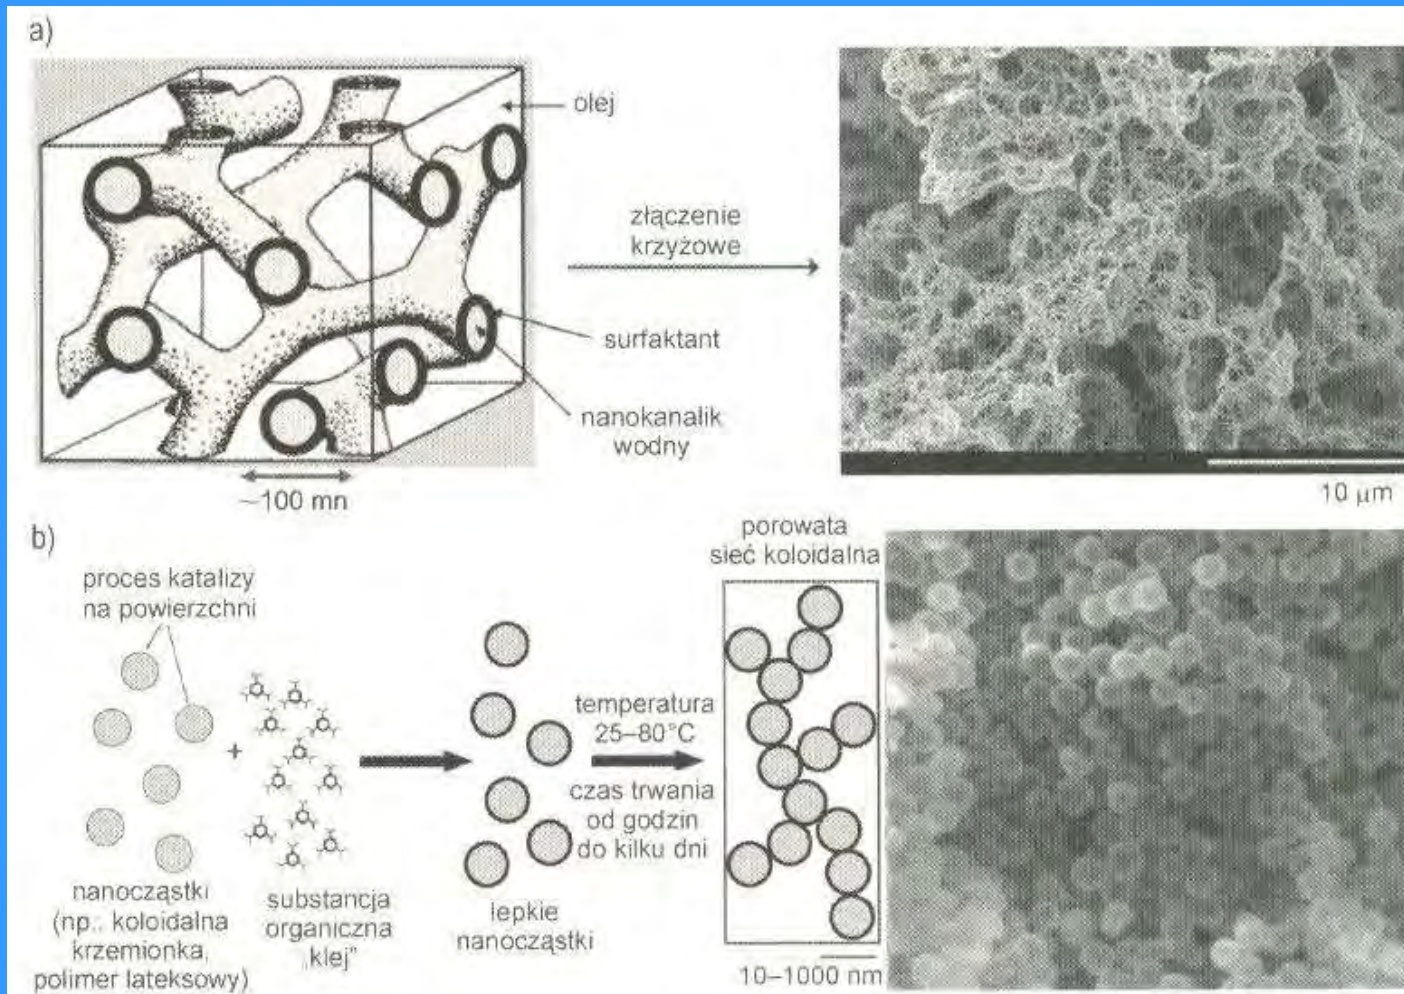 a)
olej
złączenie
krzyżowe
surfaktant
nanokanalik
wodny
~100 mn
10 µm
b)
proces katalizy
na powierzchni
+
nanocząstki
(np., koloidalna
krzemionka,
polimer lateksowy)
substancja
organiczna
„klej”
lepkie
nanocząstki
temperatura
25–80°C
czas trwania
od godzin
do kilku dni
porowata
sieć koloidalna
10–1000 nm